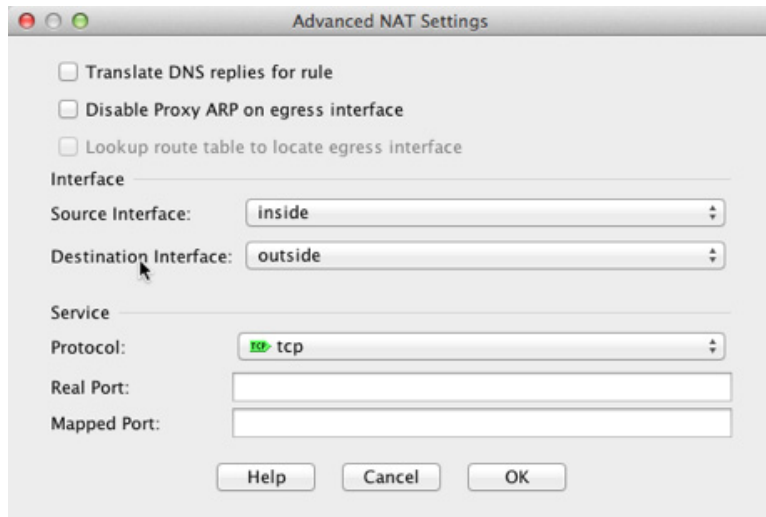 Advanced NAT Settings
Translate DNS replies for rule
Disable Proxy ARP on egress interface
Lookup route table to locate egress interface
Interface
Source Interface: inside
Destination Interface: outside
Service
Protocol: TCP tcp
Real Port:
Mapped Port:
Help Cancel OK